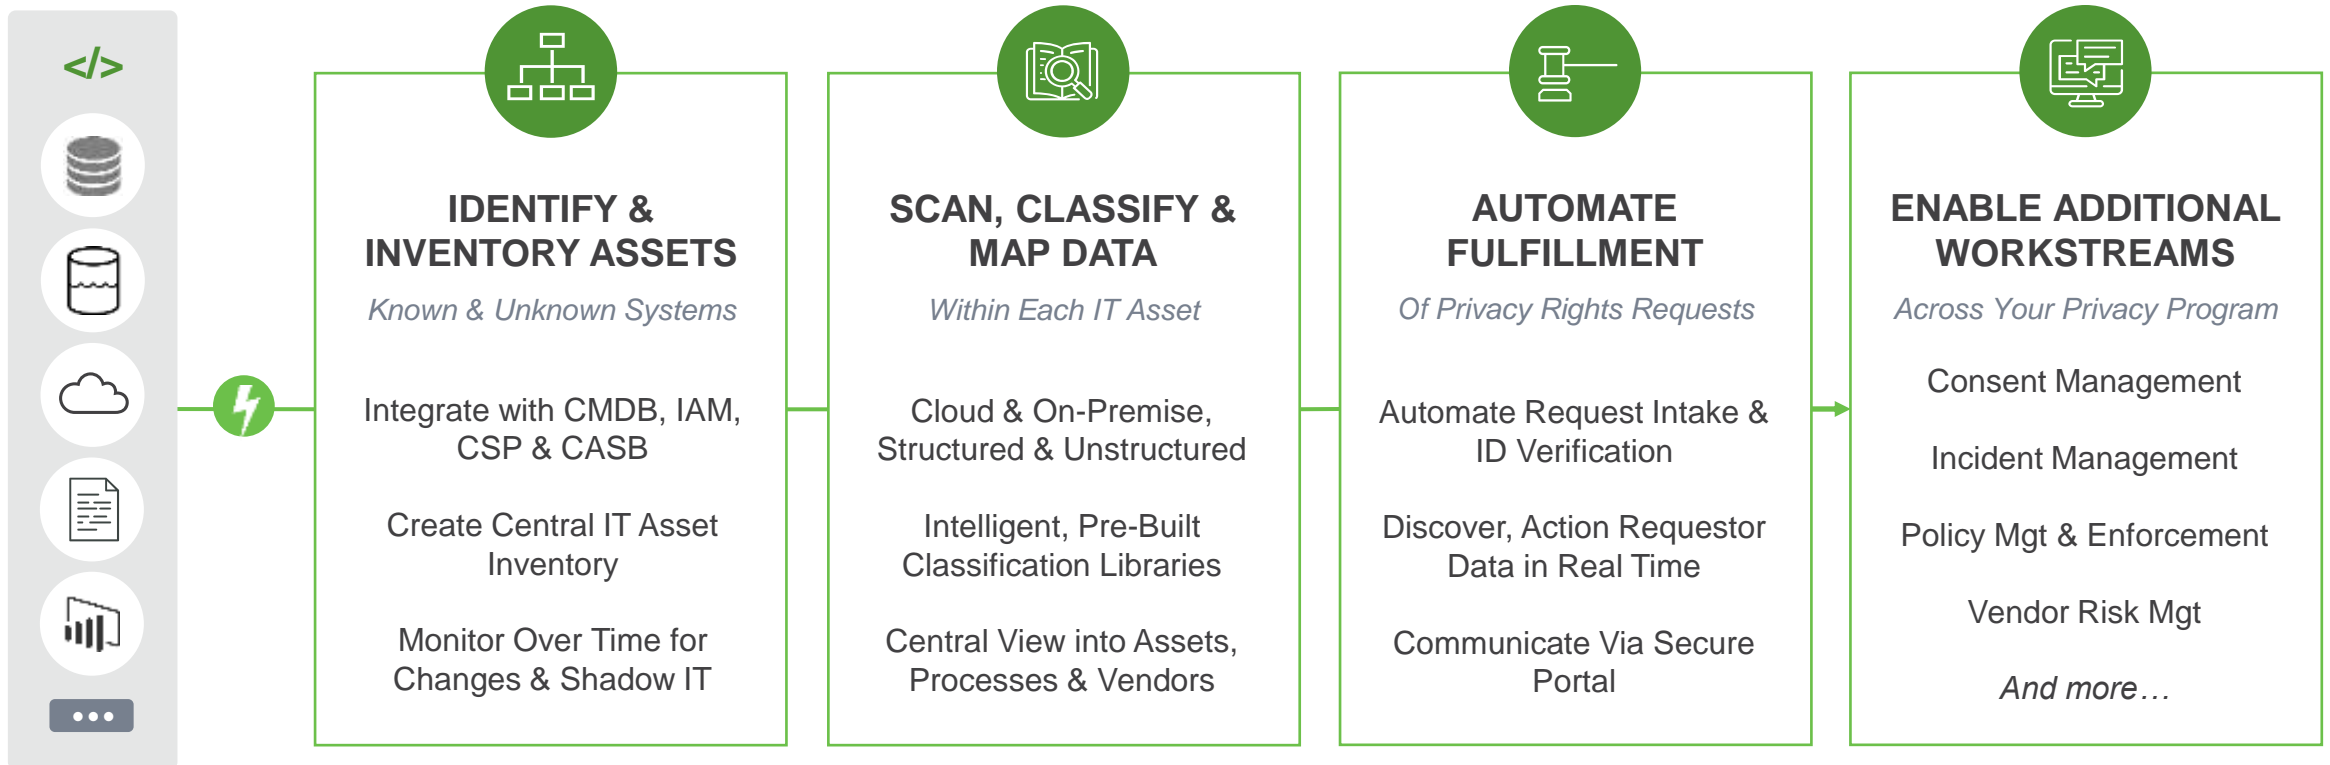 </>
IDENTIFY &
INVENTORY ASSETS
Known & Unknown Systems
Integrate with CMDB, IAM,
CSP & CASB
Create Central IT Asset
Inventory
Monitor Over Time for
Changes & Shadow IT
SCAN, CLASSIFY &
MAP DATA
Within Each IT Asset
Cloud & On-Premise,
Structured & Unstructured
Intelligent, Pre-Built
Classification Libraries
Central View into Assets,
Processes & Vendors
AUTOMATE
FULFILLMENT
Of Privacy Rights Requests
Automate Request Intake &
ID Verification
Discover, Action Requestor
Data in Real Time
Communicate Via Secure
Portal
ENABLE ADDITIONAL
WORKSTREAMS
Across Your Privacy Program
Consent Management
Incident Management
Policy Mgt & Enforcement
Vendor Risk Mgt
And more…